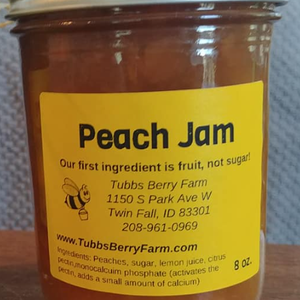 Peach Jam
Our first ingredient is fruit, not sugar!
Tubbs Berry Farm
1150 S Park Ave W
Twin Fall, ID 83301
208-961-0969
www.TubbsBerryFarm.com
Ingredients: Peaches, sugar, lemon juice, citrus
pectin,monocalcuim phosphate (activates the
pectin, adds a small amount of calcium)
8 oz.